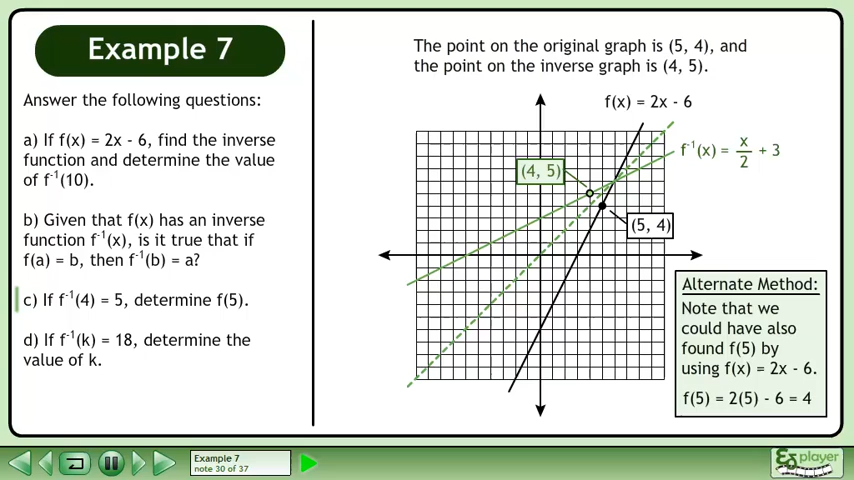 Example 7
Answer the following questions:
a) If f(x) = 2x - 6, find the inverse
function and determine the value
of f⁻¹(10).
b) Given that f(x) has an inverse
function f⁻¹(x), is it true that if
f(a) = b, then f⁻¹(b) = a?
c) If f⁻¹(4) = 5, determine f(5).
d) If f⁻¹(k) = 18, determine the
value of k.
The point on the original graph is (5, 4), and
the point on the inverse graph is (4, 5).
f(x) = 2x - 6
f⁻¹(x) = x/2 + 3
(4, 5)
(5, 4)
Alternate Method:
Note that we
could have also
found f(5) by
using f(x) = 2x - 6.
f(5) = 2(5) - 6 = 4
Example 7
note 30 of 37
player